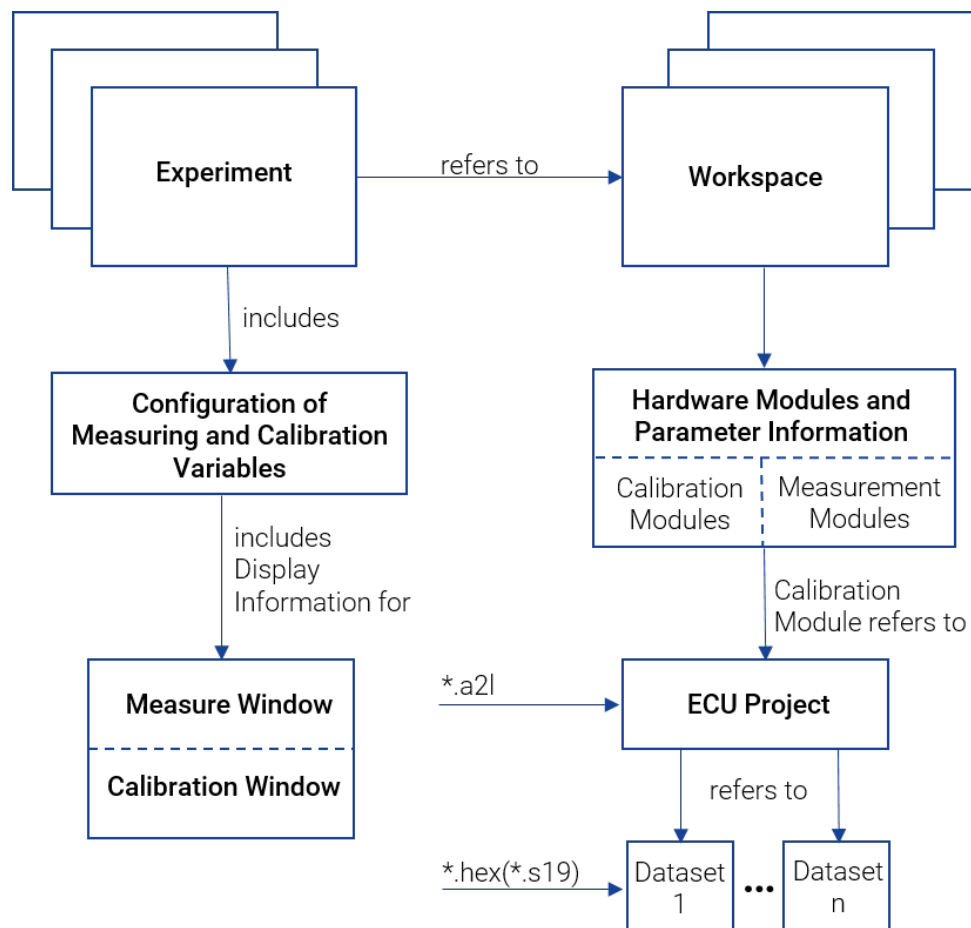 Experiment
refers to
Workspace
includes
Configuration of
Measuring and Calibration
Variables
Hardware Modules and
Parameter Information
Calibration
Modules
Measurement
Modules
includes
Display
Information for
Calibration
Module refers to
Measure Window
Calibration Window
*.a2l
ECU Project
refers to
*.hex(*.s19)
Dataset
1
•••
Dataset
n